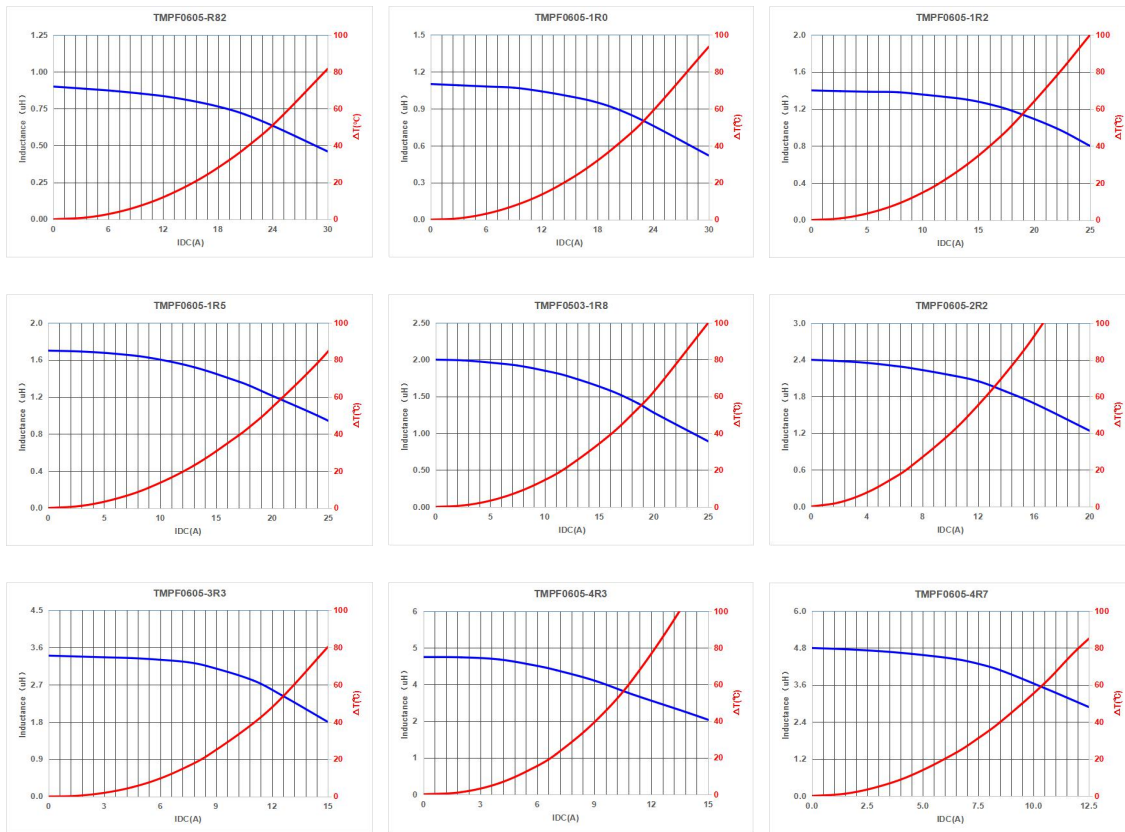 TMPF0605-R82
1.25
1.00
0.75
0.50
0.25
0.00
Inductance (uH)
100
80
60
40
20
0
ΔT(℃)
0 6 12 18 24 30
IDC(A)
TMPF0605-1R0
1.5
1.2
0.9
0.6
0.3
0.0
Inductance (uH)
100
80
60
40
20
0
ΔT(℃)
0 6 12 18 24 30
IDC(A)
TMPF0605-1R2
2.0
1.6
1.2
0.8
0.4
0.0
Inductance (uH)
100
80
60
40
20
0
ΔT(℃)
0 5 10 15 20 25
IDC(A)
TMPF0605-1R5
2.0
1.6
1.2
0.8
0.4
0.0
Inductance (uH)
100
80
60
40
20
0
ΔT(℃)
0 5 10 15 20 25
IDC(A)
TMPF0503-1R8
2.50
2.00
1.50
1.00
0.50
0.00
Inductance (uH)
100
80
60
40
20
0
ΔT(℃)
0 5 10 15 20 25
IDC(A)
TMPF0605-2R2
3.0
2.4
1.8
1.2
0.6
0.0
Inductance (uH)
100
80
60
40
20
0
ΔT(℃)
0 4 8 12 16 20
IDC(A)
TMPF0605-3R3
4.5
3.6
2.7
1.8
0.9
0.0
Inductance (uH)
100
80
60
40
20
0
ΔT(℃)
0 3 6 9 12 15
IDC(A)
TMPF0605-4R3
6
5
4
2
1
0
Inductance (uH)
100
80
60
40
20
0
ΔT(℃)
0 3 6 9 12 15
IDC(A)
TMPF0605-4R7
6.0
4.8
3.6
2.4
1.2
0.0
Inductance (uH)
100
80
60
40
20
0
ΔT(℃)
0.0 2.5 5.0 7.5 10.0 12.5
IDC(A)